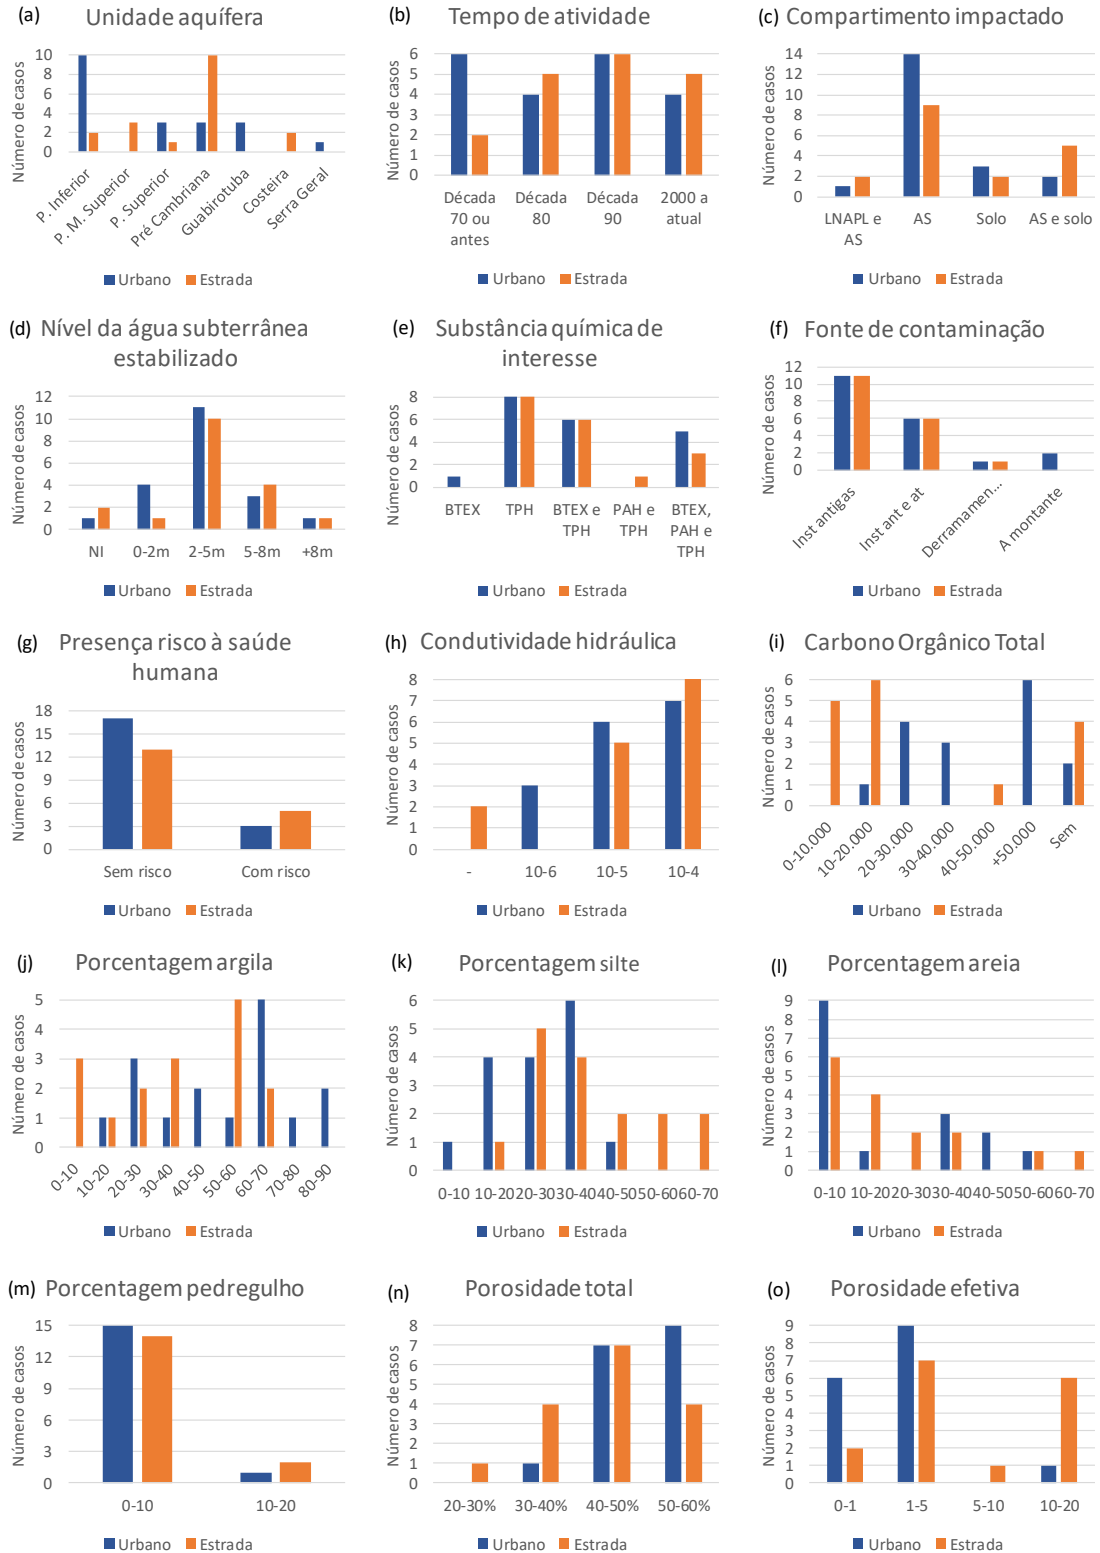 (a) Unidade aquífera
Número de casos
10
8
6
4
2
0
P. Inferior
P. M. Superior
P. Superior
Pré Cambriana
Guabirotuba
Costeira
Serra Geral
Urbano Estrada
(b) Tempo de atividade
Número de casos
6
5
4
3
2
1
0
Década 70 ou antes
Década 80
Década 90
2000 a atual
Urbano Estrada
(c) Compartimento impactado
Número de casos
14
12
10
8
6
4
2
0
LNAPL e AS
AS
Solo
AS e solo
Urbano Estrada
(d) Nível da água subterrânea
estabilizado
Número de casos
12
10
8
6
4
2
0
NI
0-2m
2-5m
5-8m
+8m
Urbano Estrada
(e) Substância química de
interesse
Número de casos
8
6
4
2
0
BTEX
TPH
BTEX e TPH
PAH e TPH
BTEX, PAH e TPH
Urbano Estrada
(f) Fonte de contaminação
Número de casos
12
10
8
6
4
2
0
Inst antigas
Inst ant e at
Derramamen...
A montante
Urbano Estrada
(g) Presença risco à saúde
humana
Número de casos
18
15
12
9
6
3
0
Sem risco
Com risco
Urbano Estrada
(h) Condutividade hidráulica
Número de casos
8
7
6
5
4
3
2
1
0
-
10-6
10-5
10-4
Urbano Estrada
(i) Carbono Orgânico Total
Número de casos
6
5
4
3
2
1
0
0-10.000
10-20.000
20-30.000
30-40.000
40-50.000
+50.000
Sem
Urbano Estrada
(j) Porcentagem argila
Número de casos
5
4
3
2
1
0
0-10
10-20
20-30
30-40
40-50
50-60
60-70
70-80
80-90
Urbano Estrada
(k) Porcentagem silte
Número de casos
6
5
4
3
2
1
0
0-10
10-20
20-30
30-40
40-50
50-60
60-70
Urbano Estrada
(l) Porcentagem areia
Número de casos
9
8
7
6
5
4
3
2
1
0
0-10
10-20
20-30
30-40
40-50
50-60
60-70
Urbano Estrada
(m) Porcentagem pedregulho
Número de casos
15
12
9
6
3
0
0-10
10-20
Urbano Estrada
(n) Porosidade total
Número de casos
8
7
6
5
4
3
2
1
0
20-30%
30-40%
40-50%
50-60%
Urbano Estrada
(o) Porosidade efetiva
Número de casos
9
8
7
6
5
4
3
2
1
0
0-1
1-5
5-10
10-20
Urbano Estrada